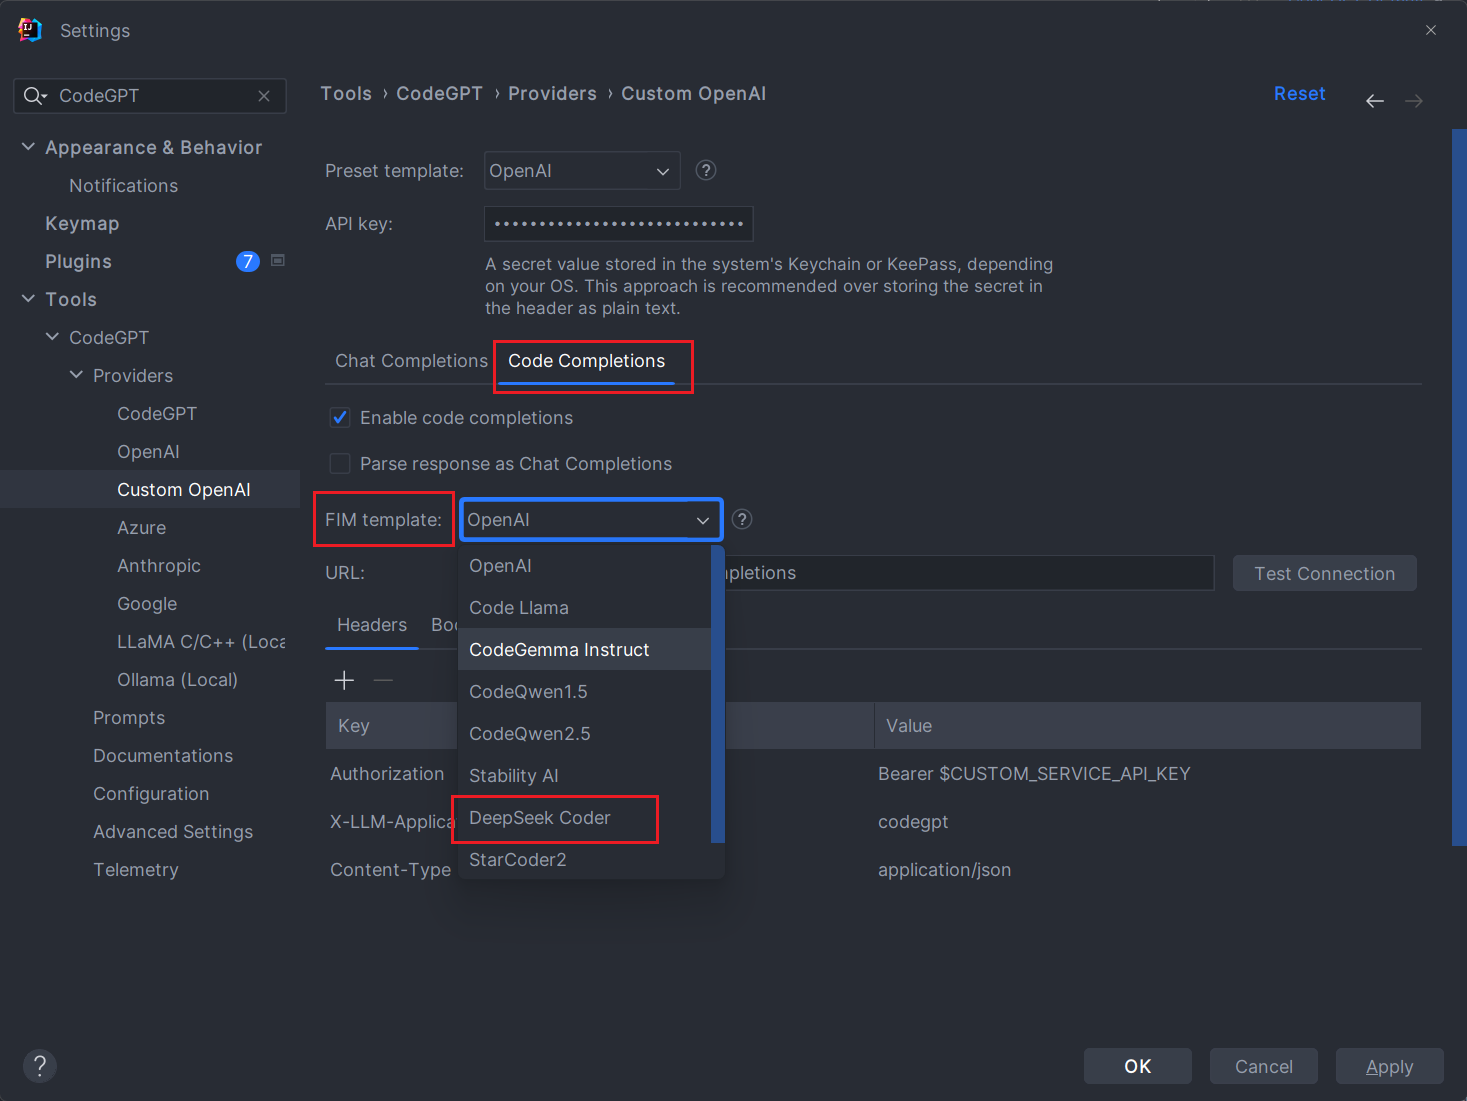 Settings
CodeGPT
Tools › CodeGPT › Providers › Custom OpenAI
Reset
Appearance & Behavior
Notifications
Keymap
Plugins
7
Tools
CodeGPT
Providers
CodeGPT
OpenAI
Custom OpenAI
Azure
Anthropic
Google
LLaMA C/C++ (Loca
Ollama (Local)
Prompts
Documentations
Configuration
Advanced Settings
Telemetry
Preset template: OpenAI ?
API key: ••••••••••••••••••••••••••••
A secret value stored in the system's Keychain or KeePass, depending
on your OS. This approach is recommended over storing the secret in
the header as plain text.
Chat Completions Code Completions
Enable code completions
Parse response as Chat Completions
FIM template: OpenAI ?
OpenAI
Code Llama
CodeGemma Instruct
CodeQwen1.5
CodeQwen2.5
Stability AI
DeepSeek Coder
StarCoder2
URL: pletions Test Connection
Headers Bo
Key Value
Authorization Bearer $CUSTOM_SERVICE_API_KEY
X-LLM-Applica codegpt
Content-Type application/json
?
OK Cancel Apply